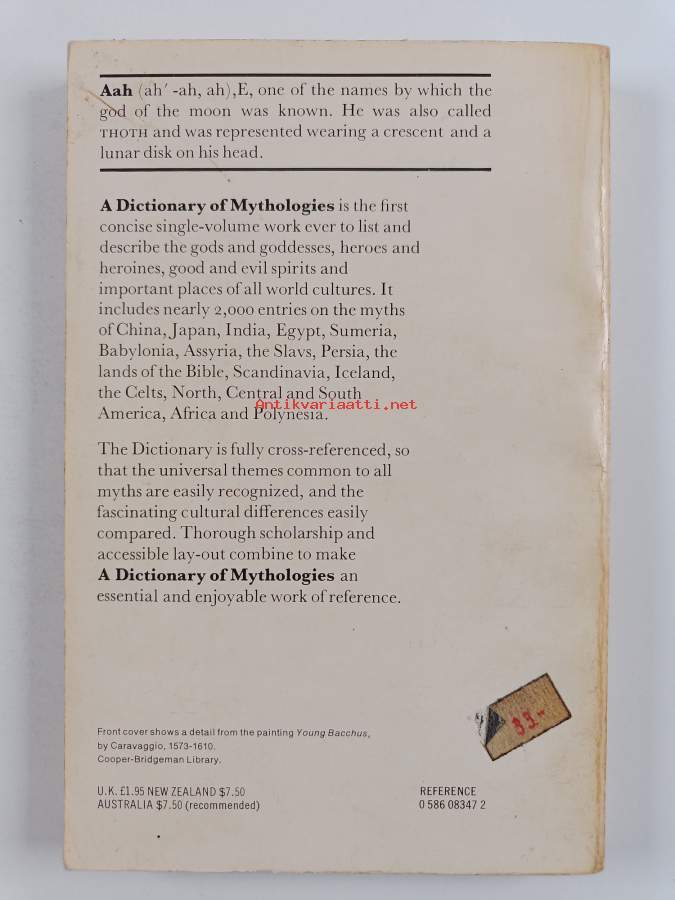 Aah (ah′ -ah, ah),E, one of the names by which the
god of the moon was known. He was also called
THOTH and was represented wearing a crescent and a
lunar disk on his head.
A Dictionary of Mythologies is the first
concise single-volume work ever to list and
describe the gods and goddesses, heroes and
heroines, good and evil spirits and
important places of all world cultures. It
includes nearly 2,000 entries on the myths
of China, Japan, India, Egypt, Sumeria,
Babylonia, Assyria, the Slavs, Persia, the
lands of the Bible, Scandinavia, Iceland,
the Celts, North, Central and South
Antikvariaatti.net
America, Africa and Polynesia.
The Dictionary is fully cross-referenced, so
that the universal themes common to all
myths are easily recognized, and the
fascinating cultural differences easily
compared. Thorough scholarship and
accessible lay-out combine to make
A Dictionary of Mythologies an
essential and enjoyable work of reference.
33.-
Front cover shows a detail from the painting Young Bacchus,
by Caravaggio, 1573-1610.
Cooper-Bridgeman Library.
U.K. £1.95 NEW ZEALAND $7.50
AUSTRALIA $7.50 (recommended)
REFERENCE
0 586 08347 2